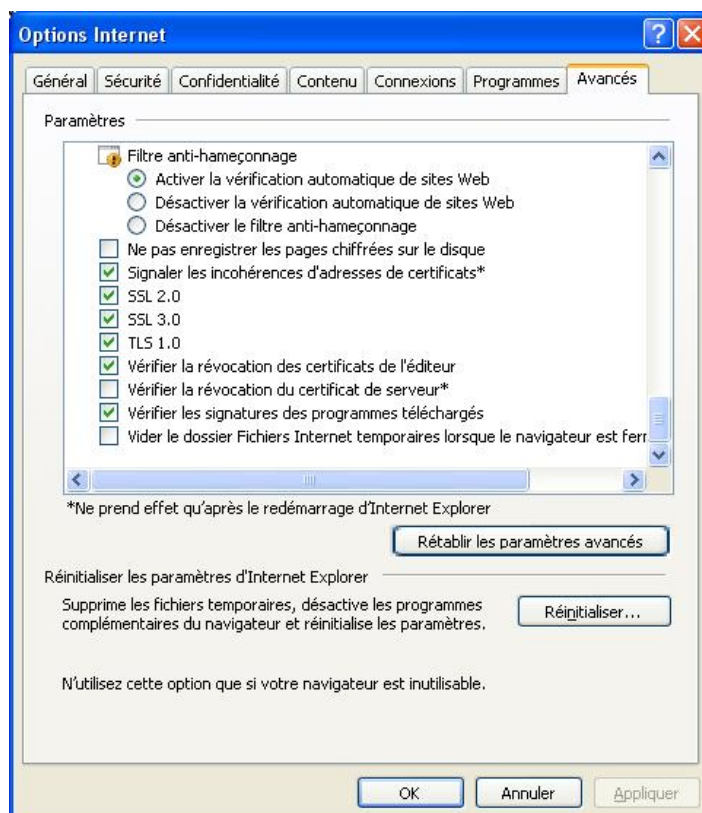 Options Internet
Général Sécurité Confidentialité Contenu Connexions Programmes Avancés
Paramètres
Filtre anti-hameçonnage
Activer la vérification automatique de sites Web
Désactiver la vérification automatique de sites Web
Désactiver le filtre anti-hameçonnage
Ne pas enregistrer les pages chiffrées sur le disque
Signaler les incohérences d'adresses de certificats*
SSL 2.0
SSL 3.0
TLS 1.0
Vérifier la révocation des certificats de l'éditeur
Vérifier la révocation du certificat de serveur*
Vérifier les signatures des programmes téléchargés
Vider le dossier Fichiers Internet temporaires lorsque le navigateur est ferr
*Ne prend effet qu'après le redémarrage d'Internet Explorer
Rétablir les paramètres avancés
Réinitialiser les paramètres d'Internet Explorer
Supprime les fichiers temporaires, désactive les programmes
complémentaires du navigateur et réinitialise les paramètres.
Réinitialiser...
N'utilisez cette option que si votre navigateur est inutilisable.
OK Annuler Appliquer